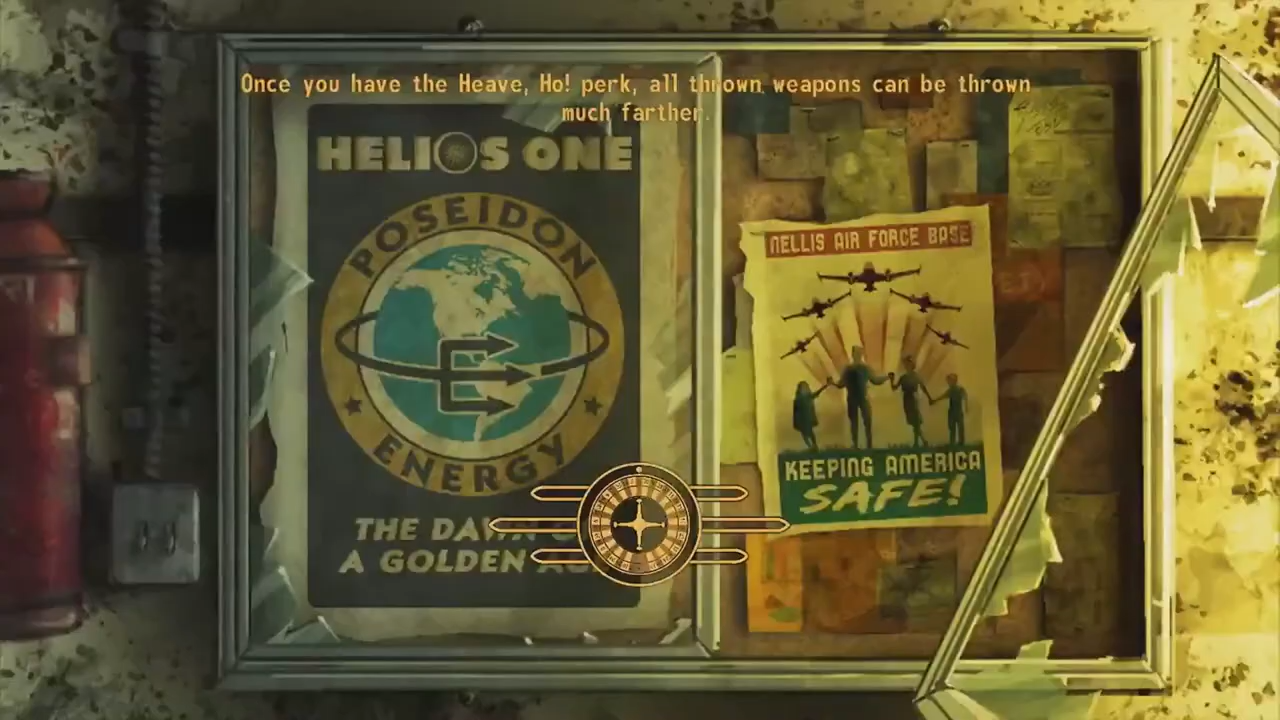 Once you have the Heave, Ho! perk, all thrown weapons can be thrown
much farther.
HELIOS ONE
POSEIDON
ENERGY
THE DAWN
A GOLDEN
NELLIS AIR FORCE BASE
KEEPING AMERICA
SAFE!